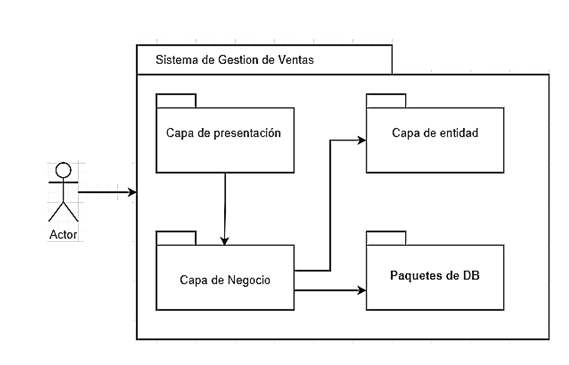 Sistema de Gestion de Ventas
Capa de presentación
Capa de entidad
Actor
Capa de Negocio
Paquetes de DB